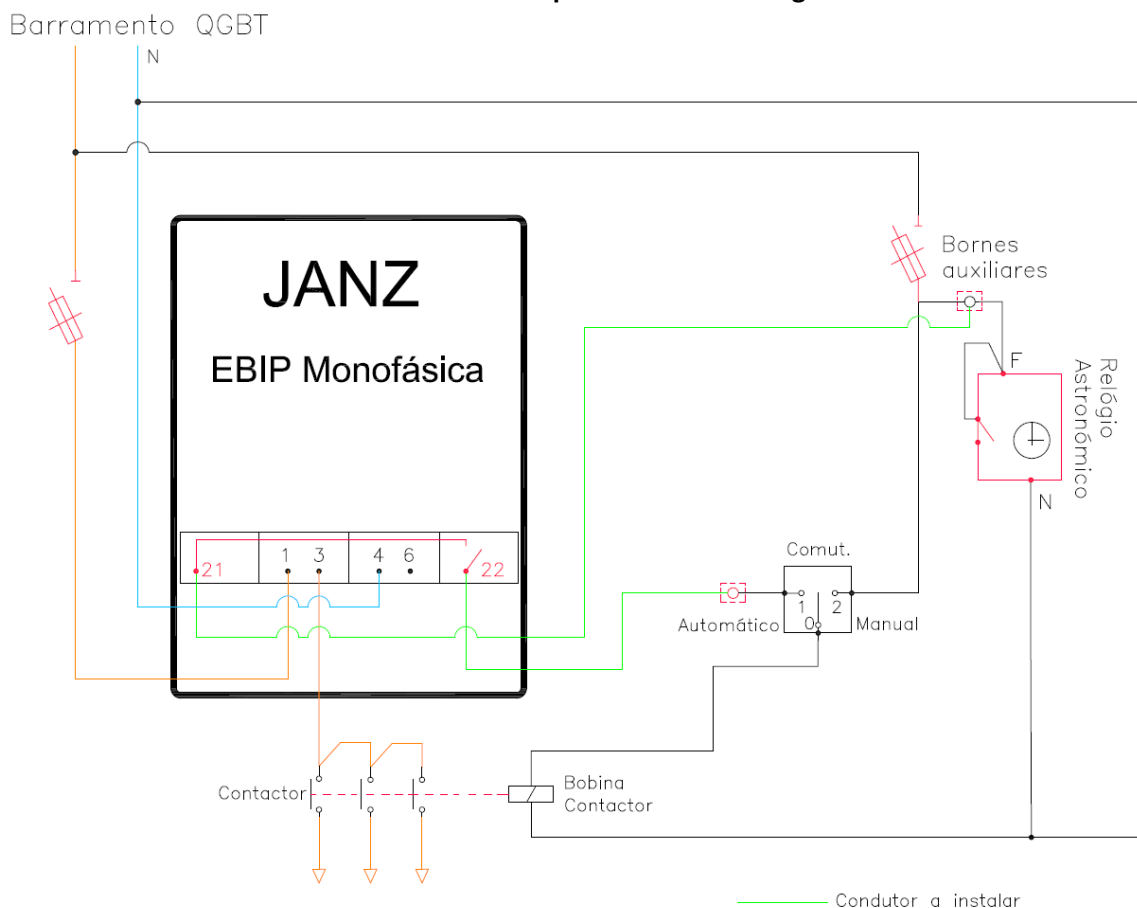 Barramento QGBT
N
JANZ
EBIP Monofásica
Bornes
auxiliares
F
Relógio
Astronómico
N
21
1 3
4 6
22
Comut.
1
2
0
Automático
Manual
Contactor
Bobina
Contactor
Condutor a instalar